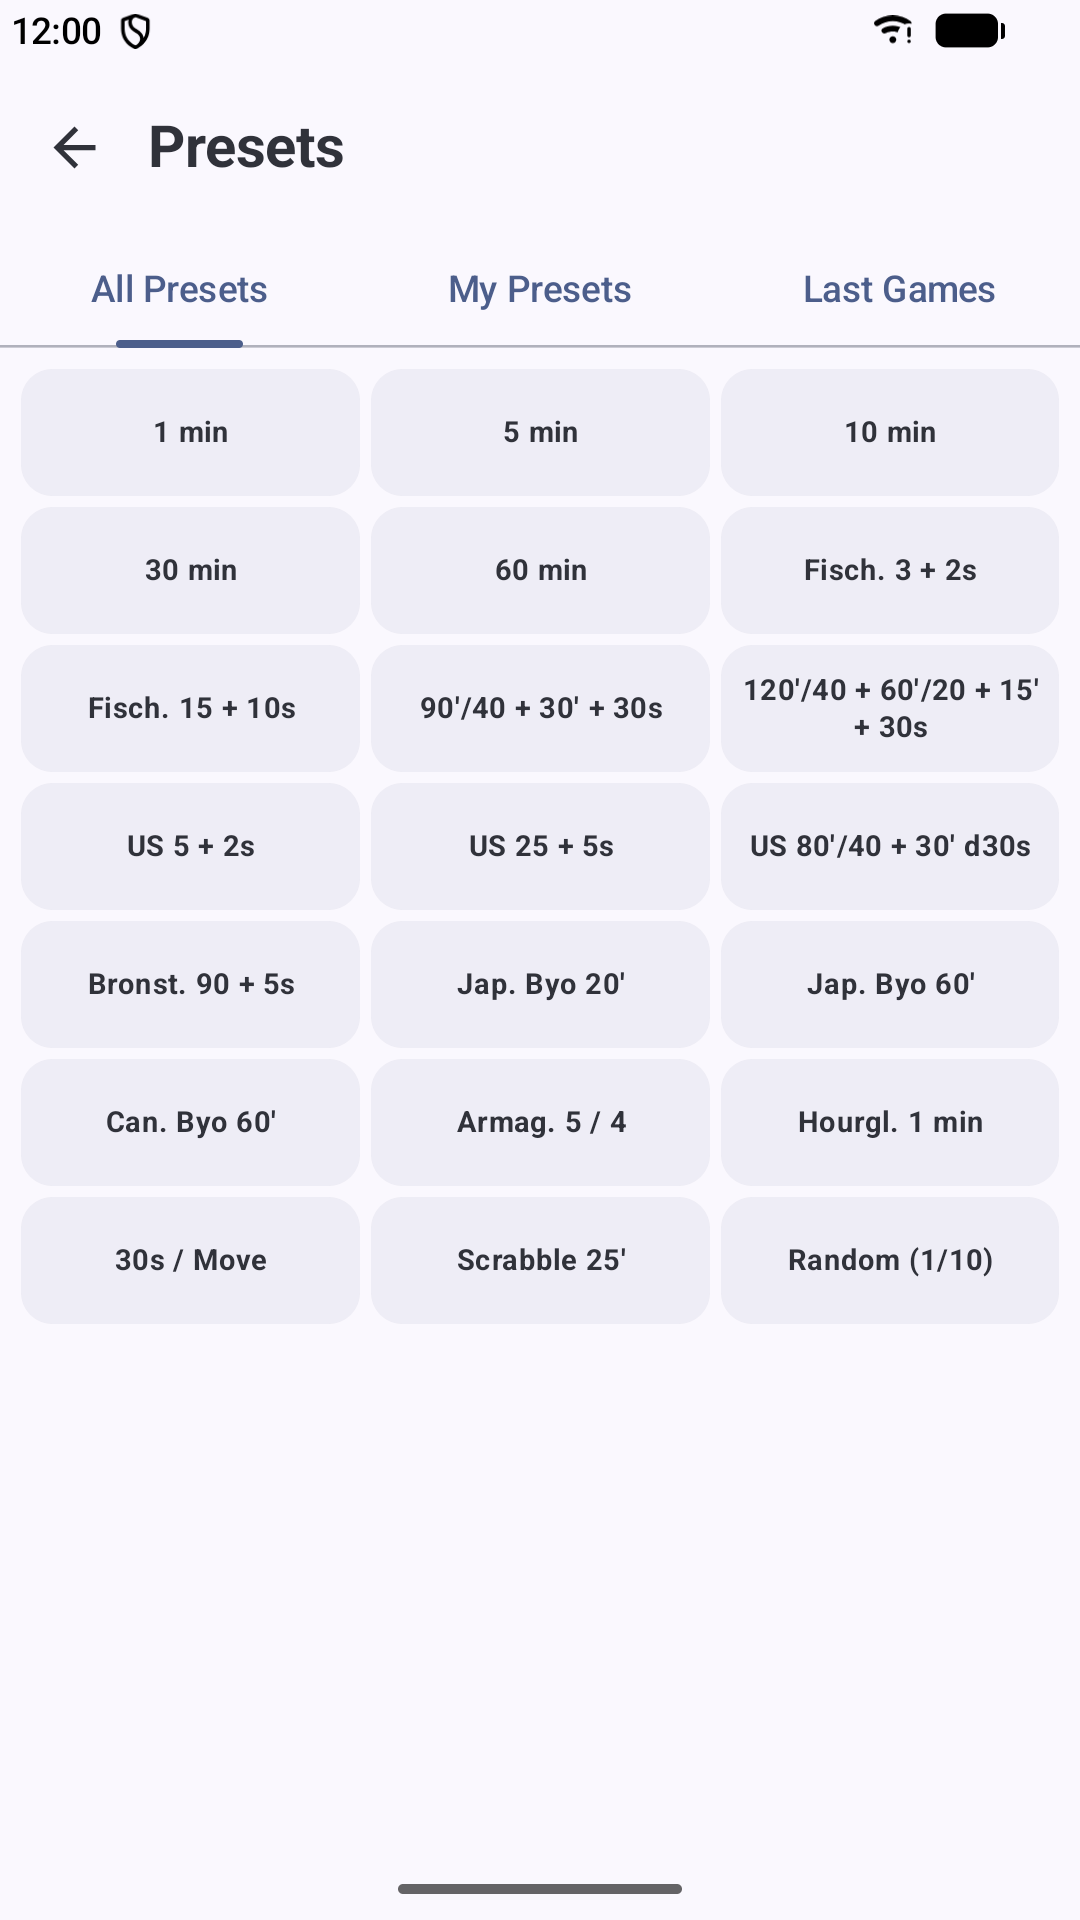 12:00
Presets
All Presets
My Presets
Last Games
1 min
5 min
10 min
30 min
60 min
Fisch. 3 + 2s
Fisch. 15 + 10s
90'/40 + 30' + 30s
120'/40 + 60'/20 + 15'
+ 30s
US 5 + 2s
US 25 + 5s
US 80'/40 + 30' d30s
Bronst. 90 + 5s
Jap. Byo 20'
Jap. Byo 60'
Can. Byo 60'
Armag. 5 / 4
Hourgl. 1 min
30s / Move
Scrabble 25'
Random (1/10)